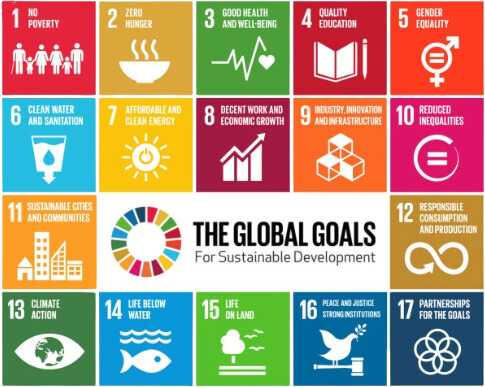 1 NO
POVERTY
2 ZERO
HUNGER
3 GOOD HEALTH
AND WELL-BEING
4 QUALITY
EDUCATION
5 GENDER
EQUALITY
6 CLEAN WATER
AND SANITATION
7 AFFORDABLE AND
CLEAN ENERGY
8 DECENT WORK AND
ECONOMIC GROWTH
9 INDUSTRY, INNOVATION
AND INFRASTRUCTURE
10 REDUCED
INEQUALITIES
11 SUSTAINABLE CITIES
AND COMMUNITIES
THE GLOBAL GOALS
For Sustainable Development
12 RESPONSIBLE
CONSUMPTION
AND PRODUCTION
13 CLIMATE
ACTION
14 LIFE BELOW
WATER
15 LIFE
ON LAND
16 PEACE AND JUSTICE
STRONG INSTITUTIONS
17 PARTNERSHIPS
FOR THE GOALS